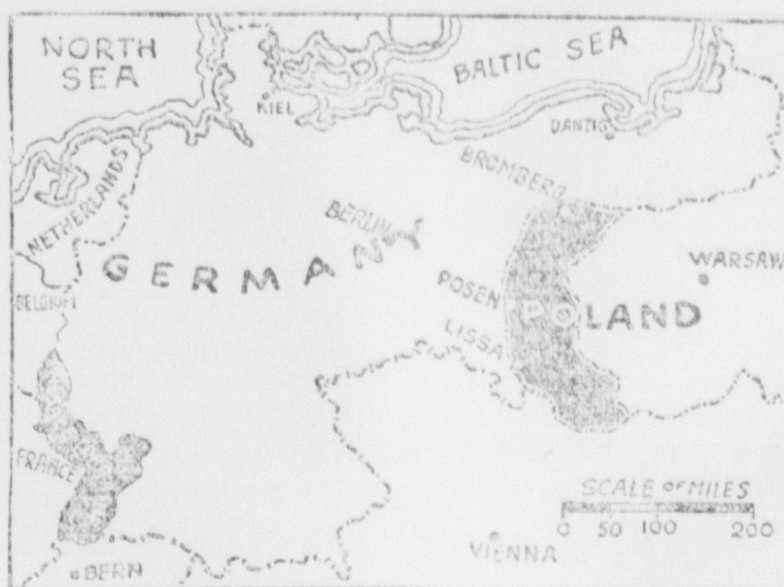 NORTH
SEA
BALTIC SEA
KIEL
DANTIG
NETHERLANDS
BROMBERG
BERLIN
GERMANY
WARSAW
BELGIUM
POSEN
POLAND
LISSA
FRANCE
SCALE OF MILES
0 50 100 200
VIENNA
BERN